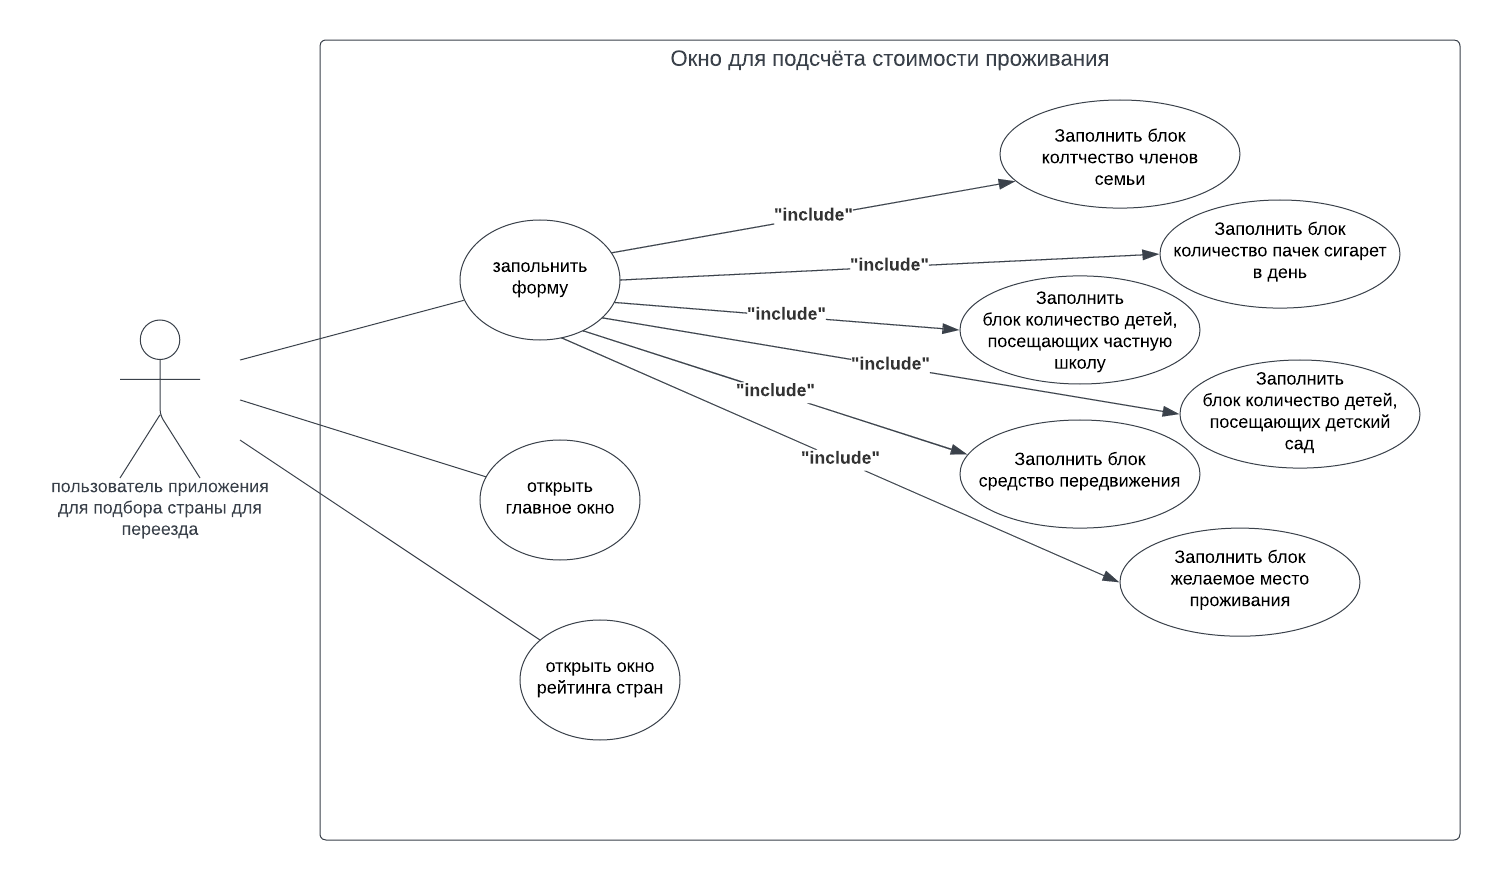 Окно для подсчёта стоимости проживания
Заполнить блок
колтчество членов
семьи
"include"
Заполнить блок
количество пачек сигарет
в день
"include"
запольнить
форму
Заполнить
блок количество детей,
посещающих частную
школу
"include"
"include"
Заполнить
блок количество детей,
посещающих детский
сад
"include"
Заполнить блок
средство передвижения
"include"
пользователь приложения
для подбора страны для
переезда
открыть
главное окно
Заполнить блок
желаемое место
проживания
открыть окно
рейтинга стран